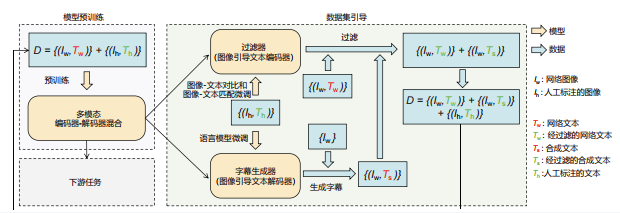 模型预训练
D = {(Iw,Tw)} + {(Ih,Th)}
预训练
多模态
编码器-解码器混合
下游任务
数据集引导
过滤器
(图像引导文本编码器)
过滤
图像-文本对比和
图像-文本匹配微调
{(Iw,Tw)}
{(Ih,Th)}
语言模型微调
{Iw}
字幕生成器
(图像引导文本解码器)
生成字幕
{(Iw,Ts)}
{(Iw,Tw)} + {(Iw,Ts)}
D = {(Iw,Tw)} + {(Iw,Ts)}
+ {(Ih,Th)}
模型
数据
Iw: 网络图像
Ih: 人工标注的图像
Tw: 网络文本
Tw: 经过滤的网络文本
Ts: 合成文本
Ts: 经过滤的合成文本
Th: 人工标注的文本